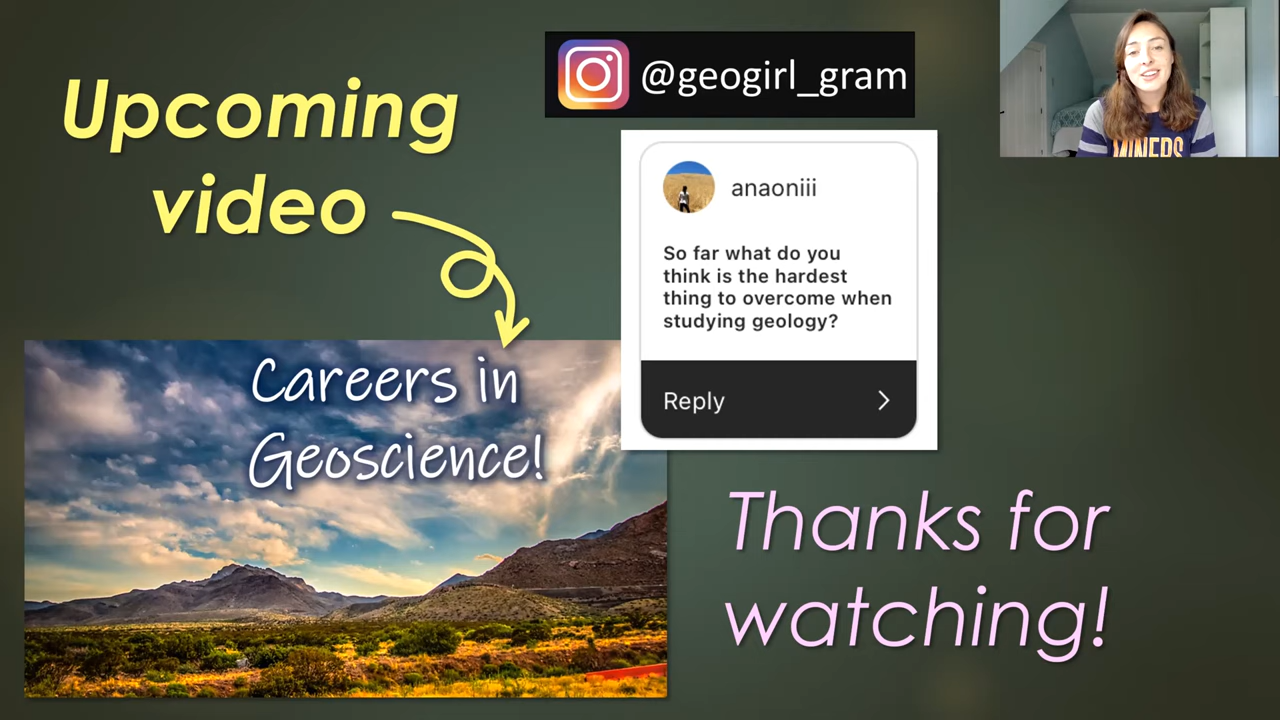 Upcoming
video
@geogirl_gram
anaoniii
So far what do you
think is the hardest
thing to overcome when
studying geology?
Reply
MINERS
Careers in
Geoscience!
Thanks for
watching!